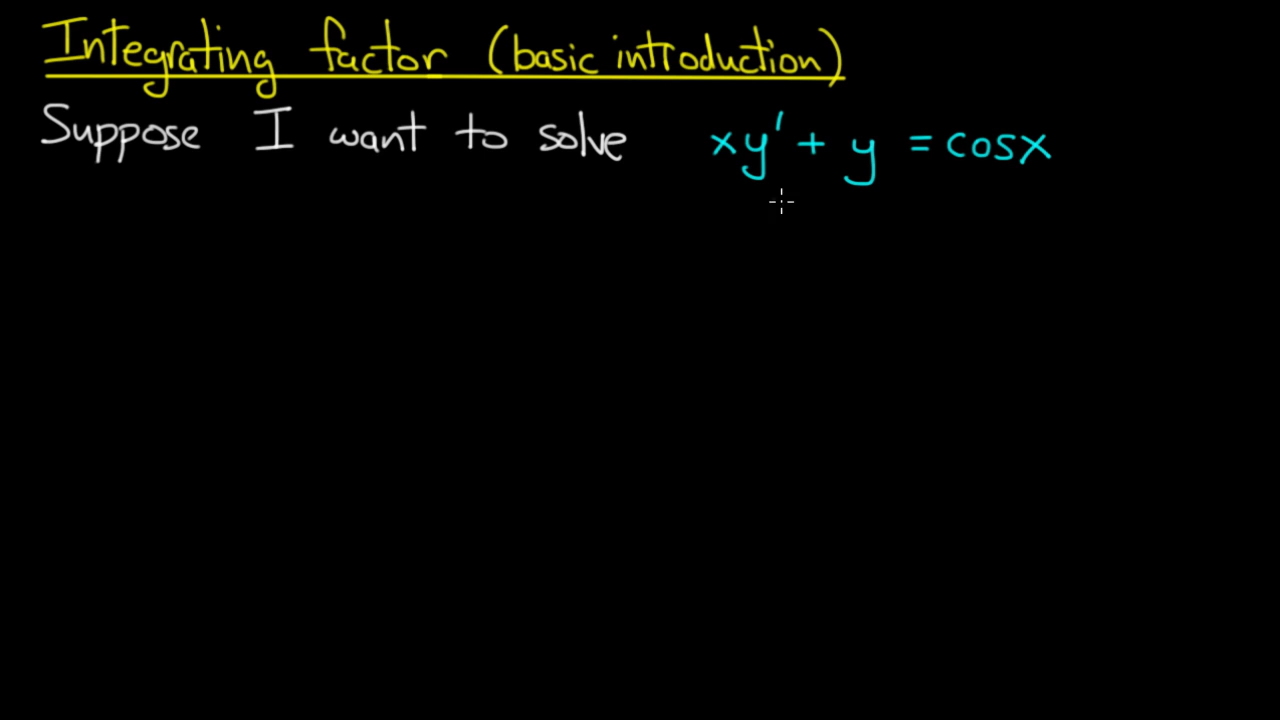 Integrating factor (basic introduction)
Suppose I want to solve xy' + y = cosx